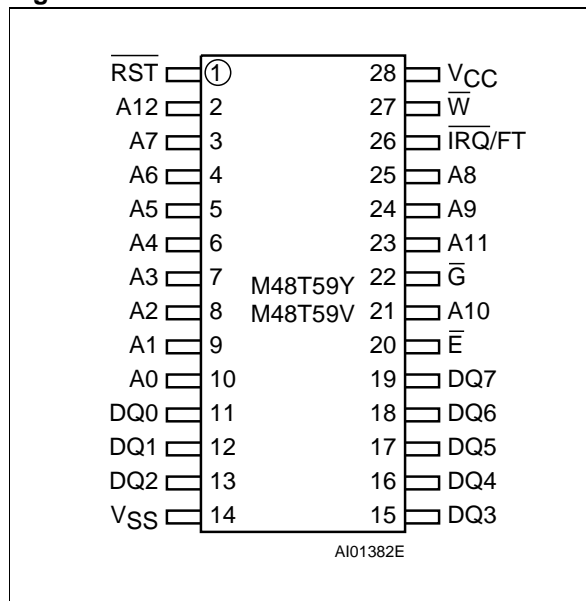 RST 1 28 VCC
A12 2 27 W
A7 3 26 IRQ/FT
A6 4 25 A8
A5 5 24 A9
A4 6 23 A11
A3 7 22 G
M48T59Y
A2 8 21 A10
M48T59V
A1 9 20 E
A0 10 19 DQ7
DQ0 11 18 DQ6
DQ1 12 17 DQ5
DQ2 13 16 DQ4
VSS 14 15 DQ3
AI01382E